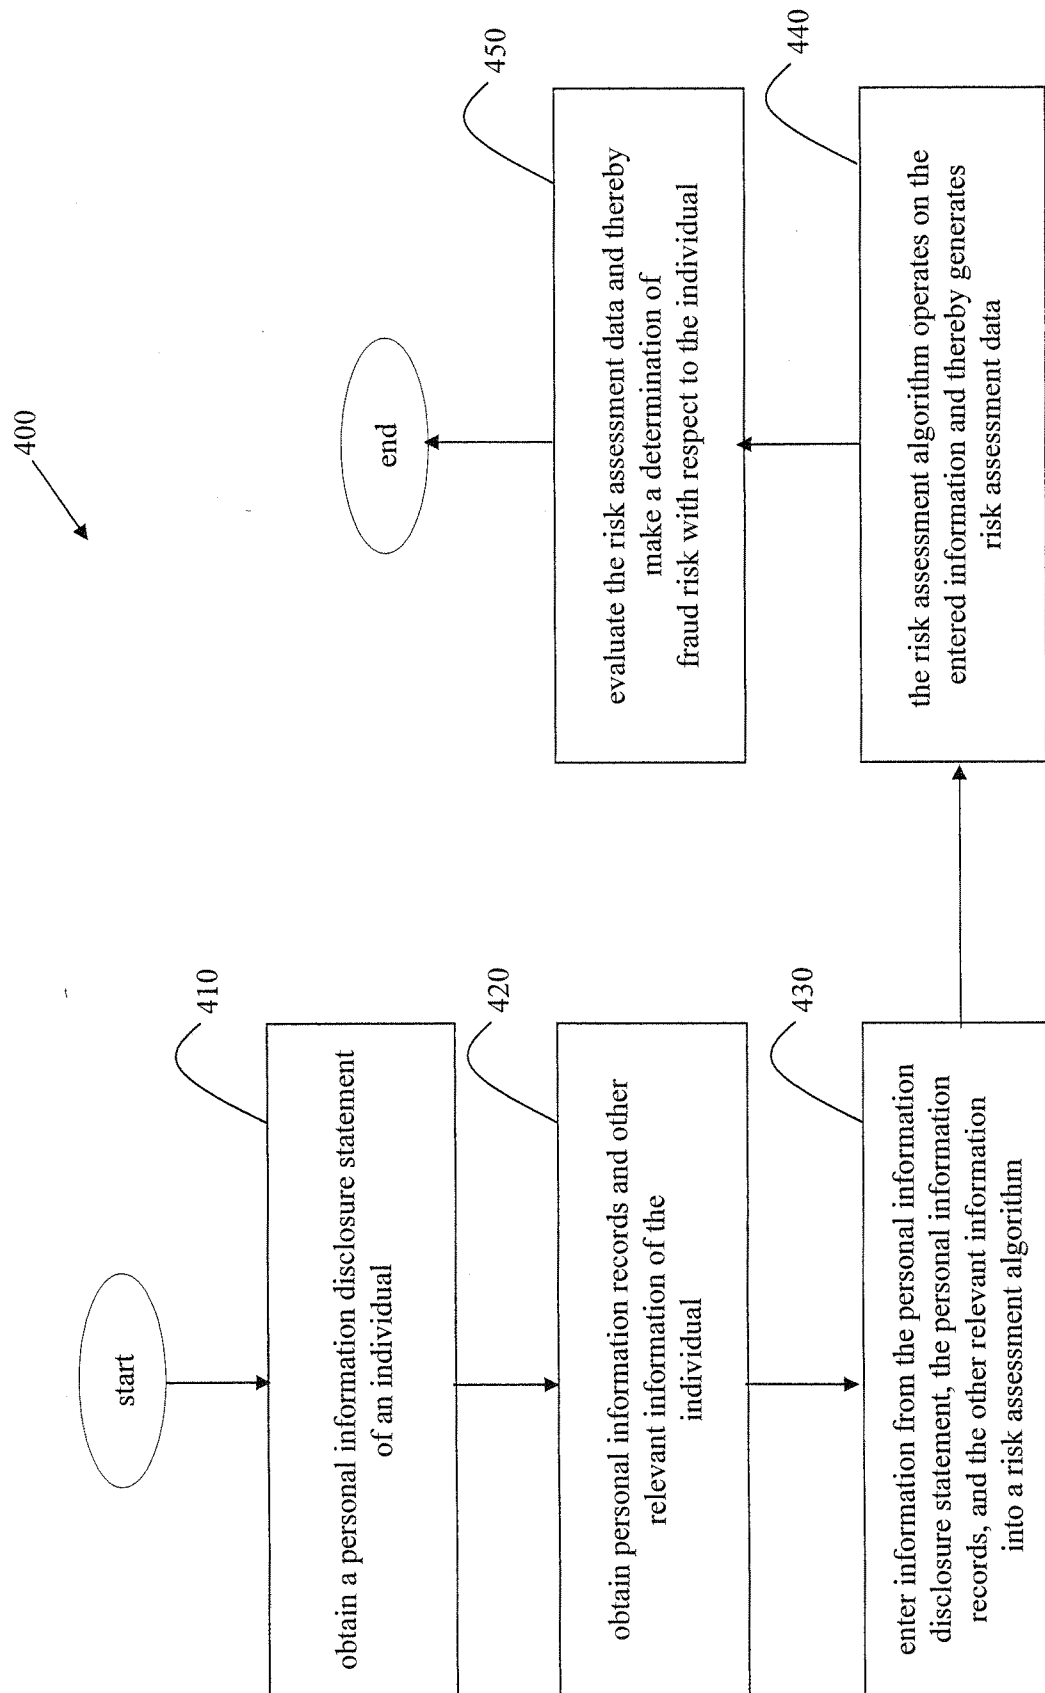 400
start
410
obtain a personal information disclosure statement
of an individual
420
obtain personal information records and other
relevant information of the
individual
430
enter information from the personal information
disclosure statement, the personal information
records, and the other relevant information
into a risk assessment algorithm
440
the risk assessment algorithm operates on the
entered information and thereby generates
risk assessment data
450
evaluate the risk assessment data and thereby
make a determination of
fraud risk with respect to the individual
end